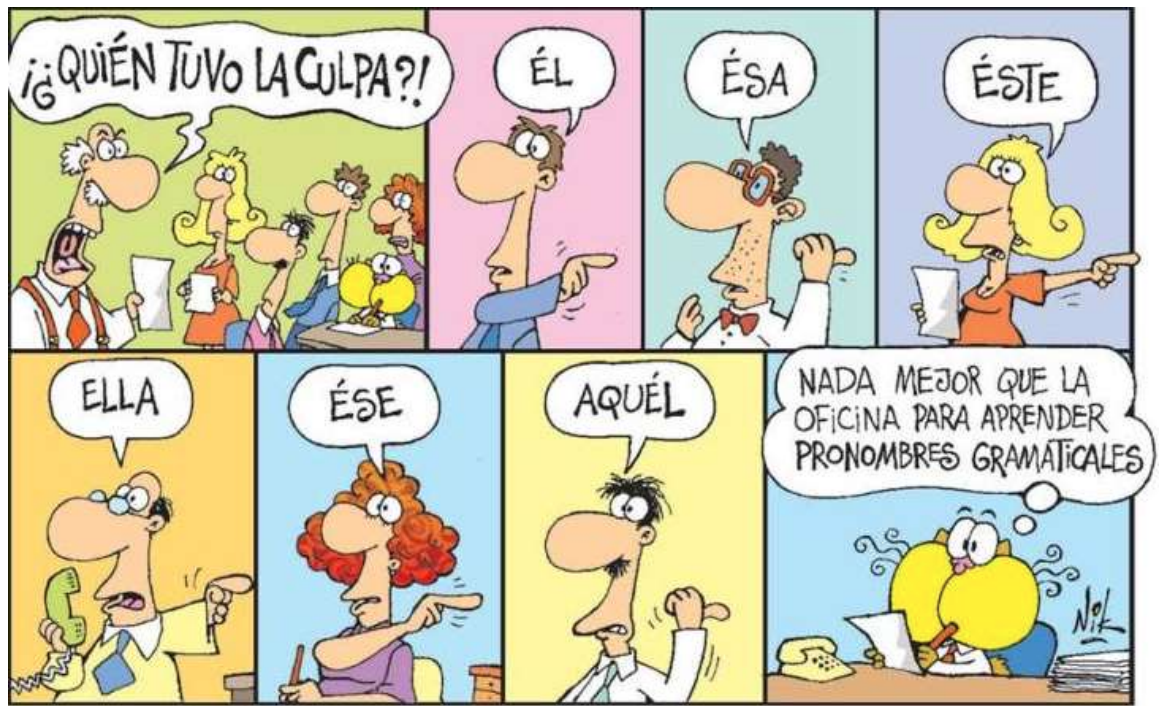 ¡¿QUIÉN TUVO LA CULPA?!
ÉL
ÉSA
ÉSTE
ELLA
ÉSE
AQUÉL
NADA MEJOR QUE LA
OFICINA PARA APRENDER
PRONOMBRES GRAMATICALES
Nik